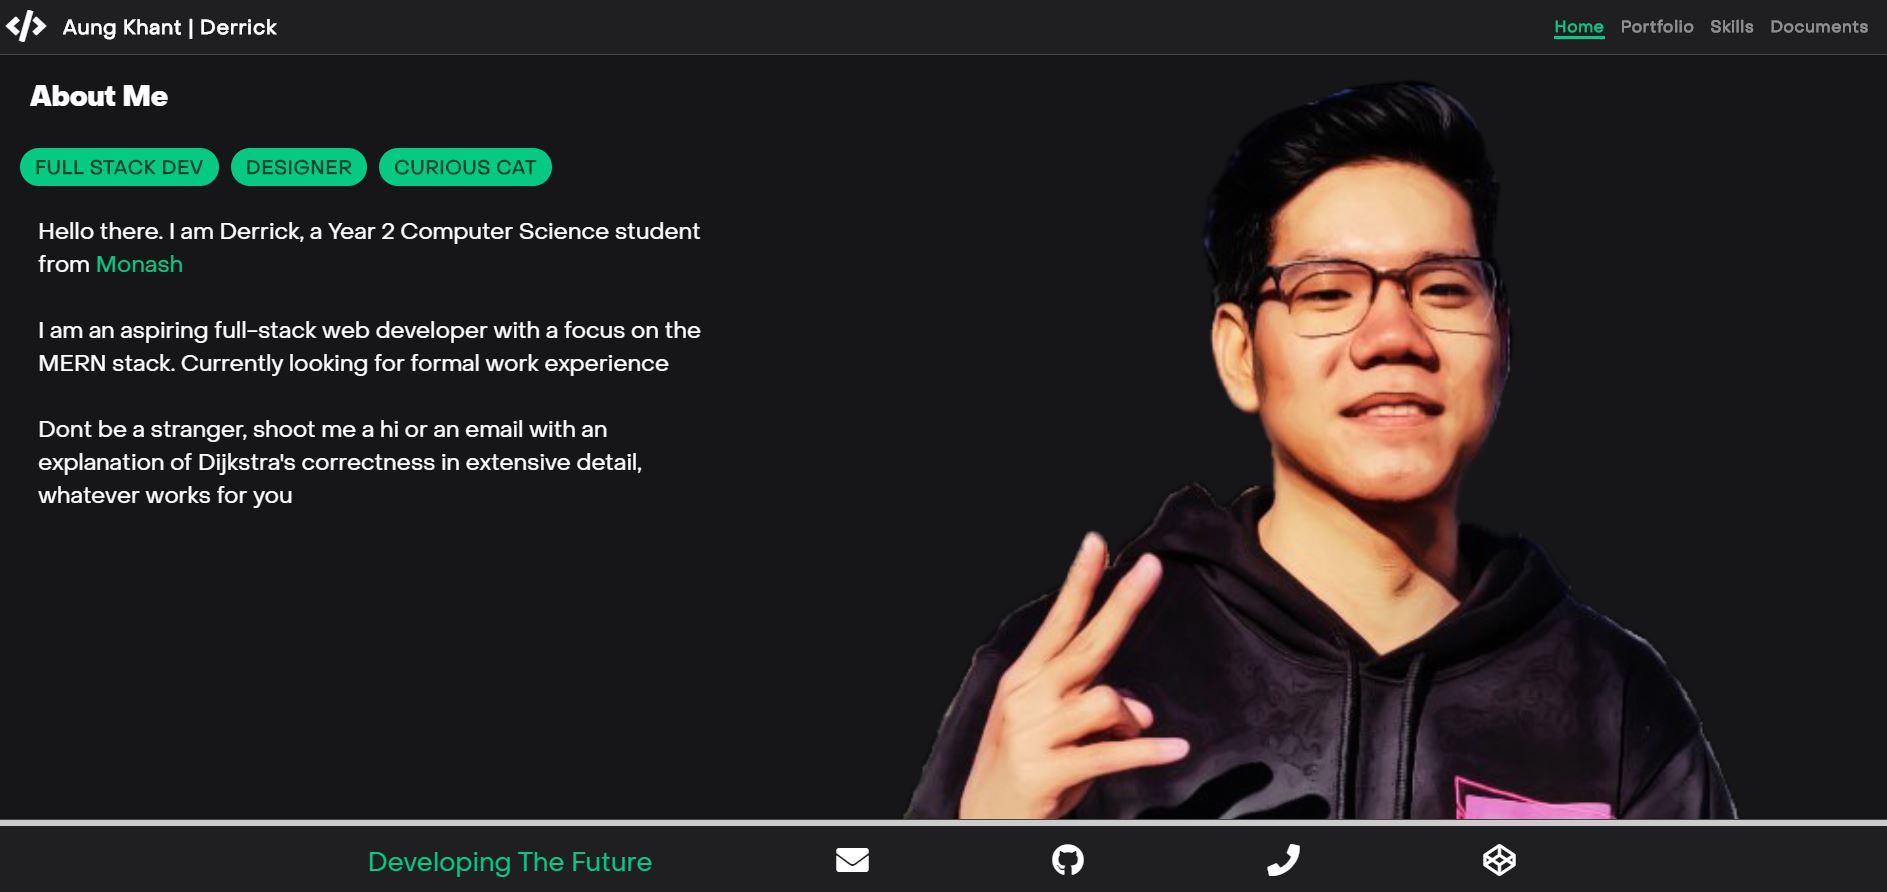 Aung Khant | Derrick
Home Portfolio Skills Documents
About Me
FULL STACK DEV DESIGNER CURIOUS CAT
Hello there. I am Derrick, a Year 2 Computer Science student
from Monash
I am an aspiring full-stack web developer with a focus on the
MERN stack. Currently looking for formal work experience
Dont be a stranger, shoot me a hi or an email with an
explanation of Dijkstra's correctness in extensive detail,
whatever works for you
Developing The Future